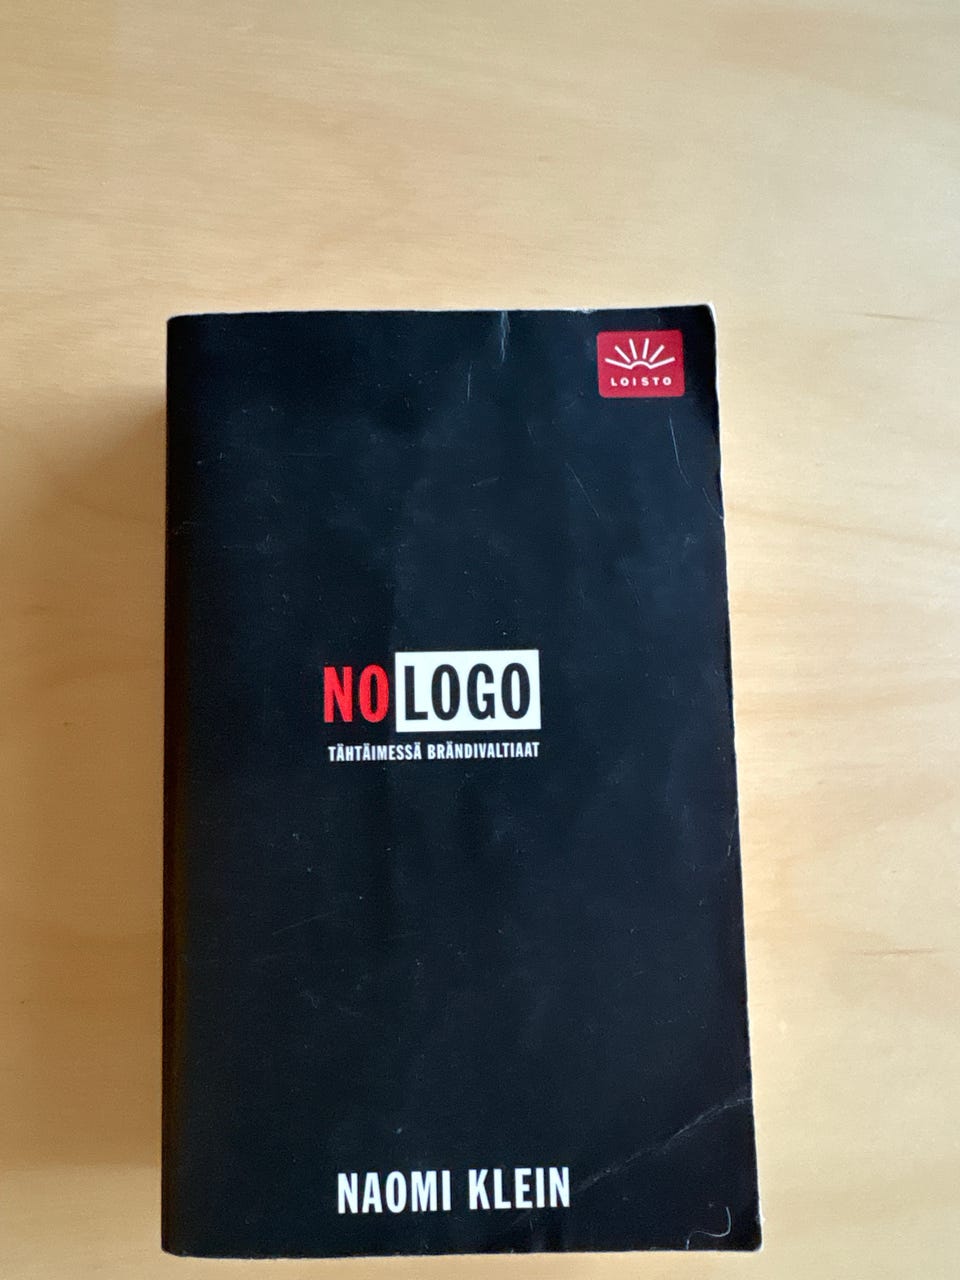 LOISTO
NO LOGO
TÄHTÄIMESSÄ BRÄNDIVALTIAAT
NAOMI KLEIN